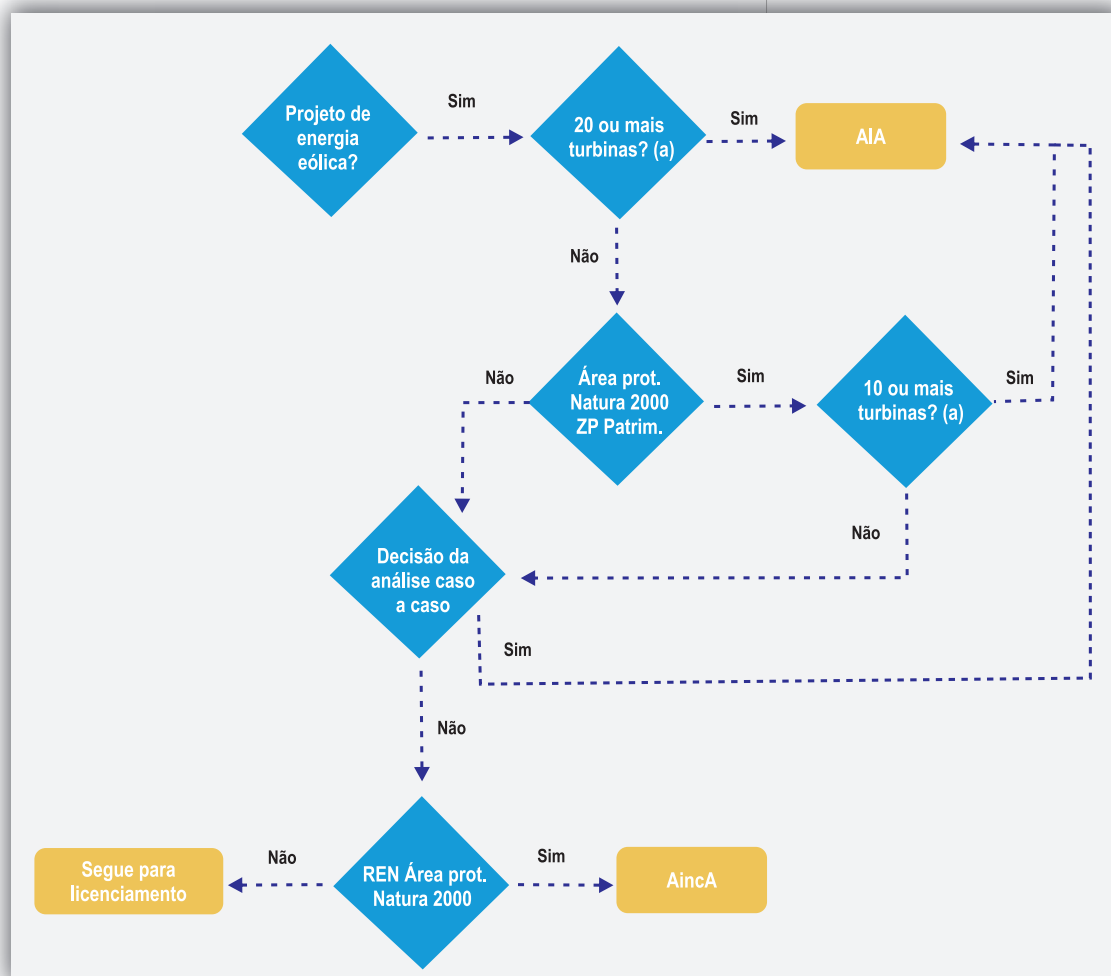 Projeto de
energia
eólica?
Sim
20 ou mais
turbinas? (a)
Sim
AIA
Não
Não
Área prot.
Natura 2000
ZP Patrim.
Sim
10 ou mais
turbinas? (a)
Sim
Não
Decisão da
análise caso
a caso
Sim
Não
Segue para
licenciamento
Não
REN Área prot.
Natura 2000
Sim
AincA